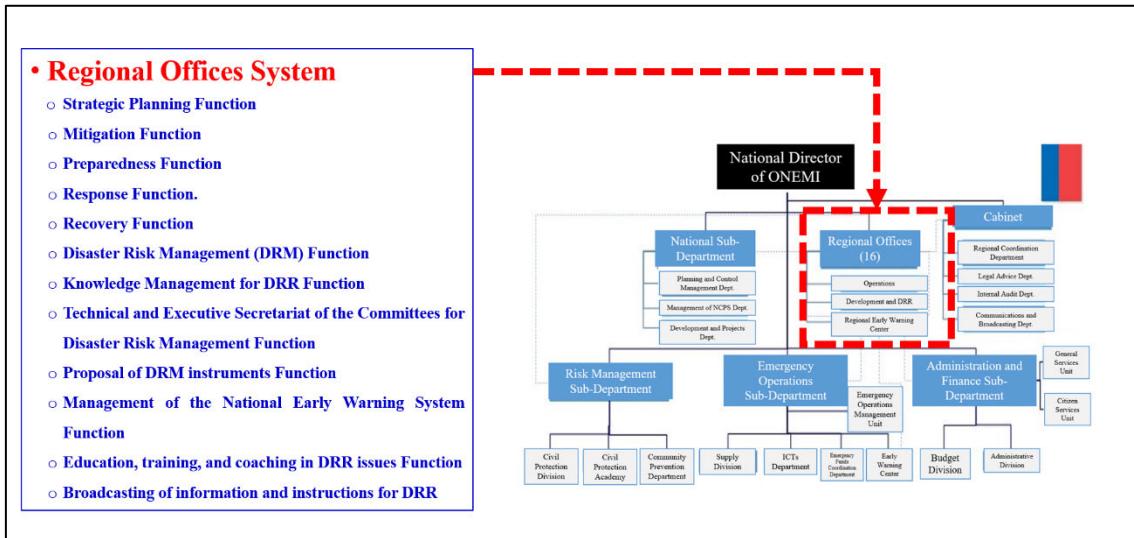 • Regional Offices System
o Strategic Planning Function
o Mitigation Function
o Preparedness Function
o Response Function.
o Recovery Function
o Disaster Risk Management (DRM) Function
o Knowledge Management for DRR Function
o Technical and Executive Secretariat of the Committees for
Disaster Risk Management Function
o Proposal of DRM instruments Function
o Management of the National Early Warning System
Function
o Education, training, and coaching in DRR issues Function
o Broadcasting of information and instructions for DRR
National Director
of ONEMI
National Sub-
Department
Planning and Control
Management Dept.
Management of NCPS Dept.
Development and Projects
Dept.
Regional Offices
(16)
Operations
Development and DRR
Regional Early Warning
Center
Cabinet
Regional Coordination
Department
Legal Advice Dept.
Internal Audit Dept.
Communications and
Broadcasting Dept.
Risk Management
Sub-Department
Civil
Protection
Division
Civil
Protection
Academy
Community
Prevention
Department
Emergency
Operations
Sub-Department
Emergency
Operations
Management
Unit
Supply
Division
ICTs
Department
Emergency
Funds
Coordination
Department
Early
Warning
Center
Administration and
Finance Sub-
Department
General
Services
Unit
Citizen
Services
Unit
Budget
Division
Administrative
Division